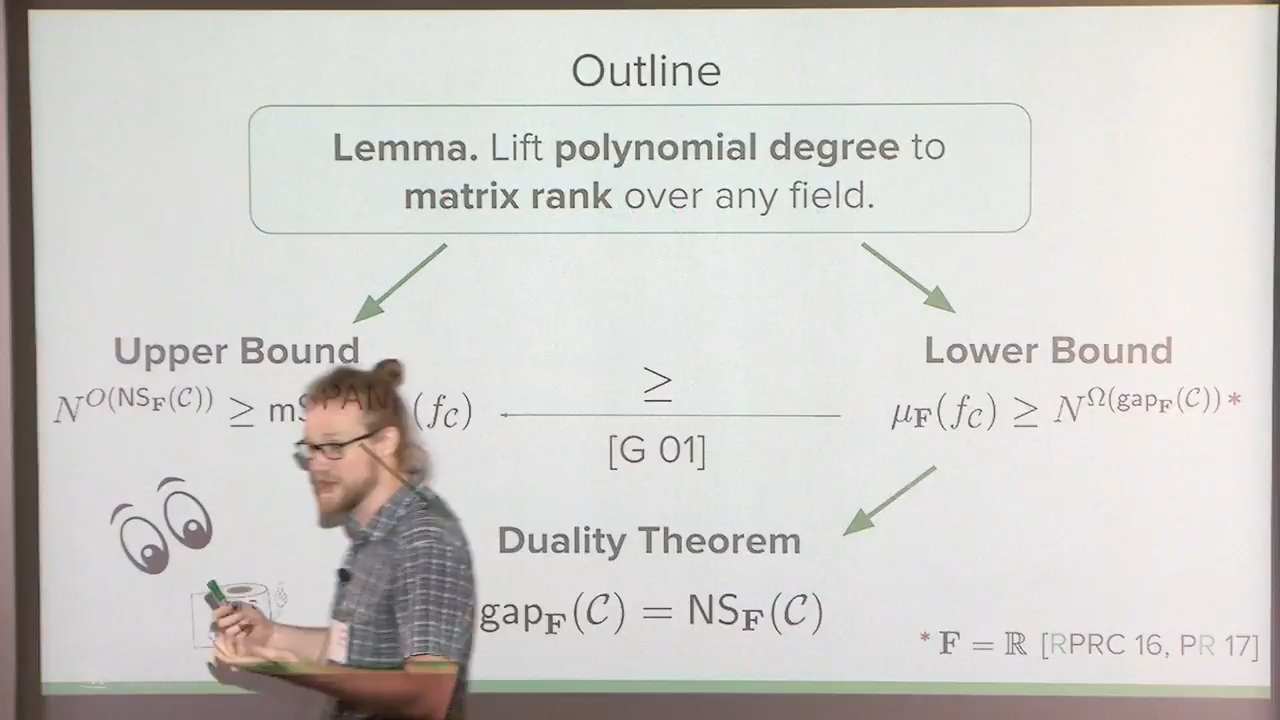 Outline
Lemma. Lift polynomial degree to
matrix rank over any field.
Upper Bound
Lower Bound
N^{O(NS_𝐅(𝒞))} ≥ mSPAN (f_𝒞)
≥
[G 01]
μ_𝐅(f_𝒞) ≥ N^{Ω(gap_𝐅(𝒞))} *
Duality Theorem
gap_𝐅(𝒞) = NS_𝐅(𝒞)
* 𝐅 = ℝ [RPRC 16, PR 17]